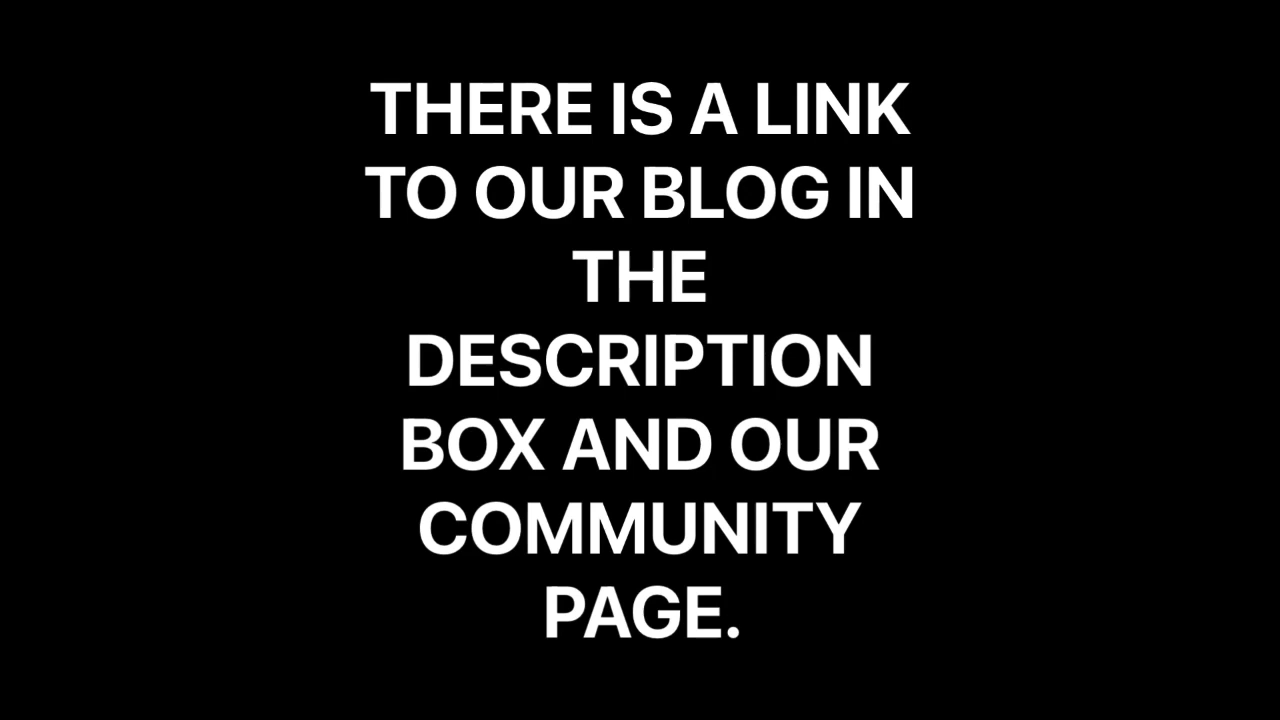 THERE IS A LINK
TO OUR BLOG IN
THE
DESCRIPTION
BOX AND OUR
COMMUNITY
PAGE.